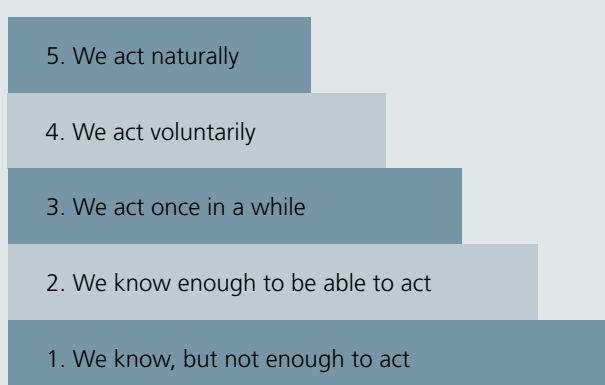 5. We act naturally
4. We act voluntarily
3. We act once in a while
2. We know enough to be able to act
1. We know, but not enough to act